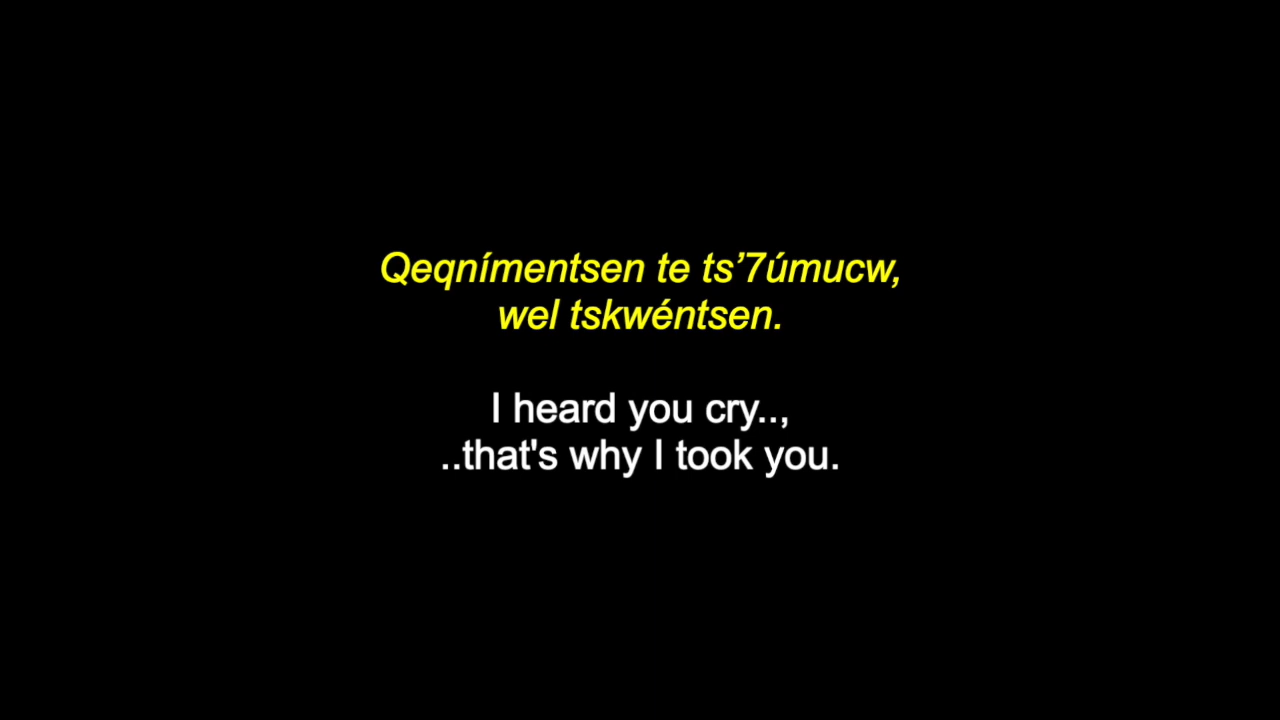 Qeqnímentsen te ts’7úmucw,
wel tskwéntsen.
I heard you cry..,
..that's why I took you.